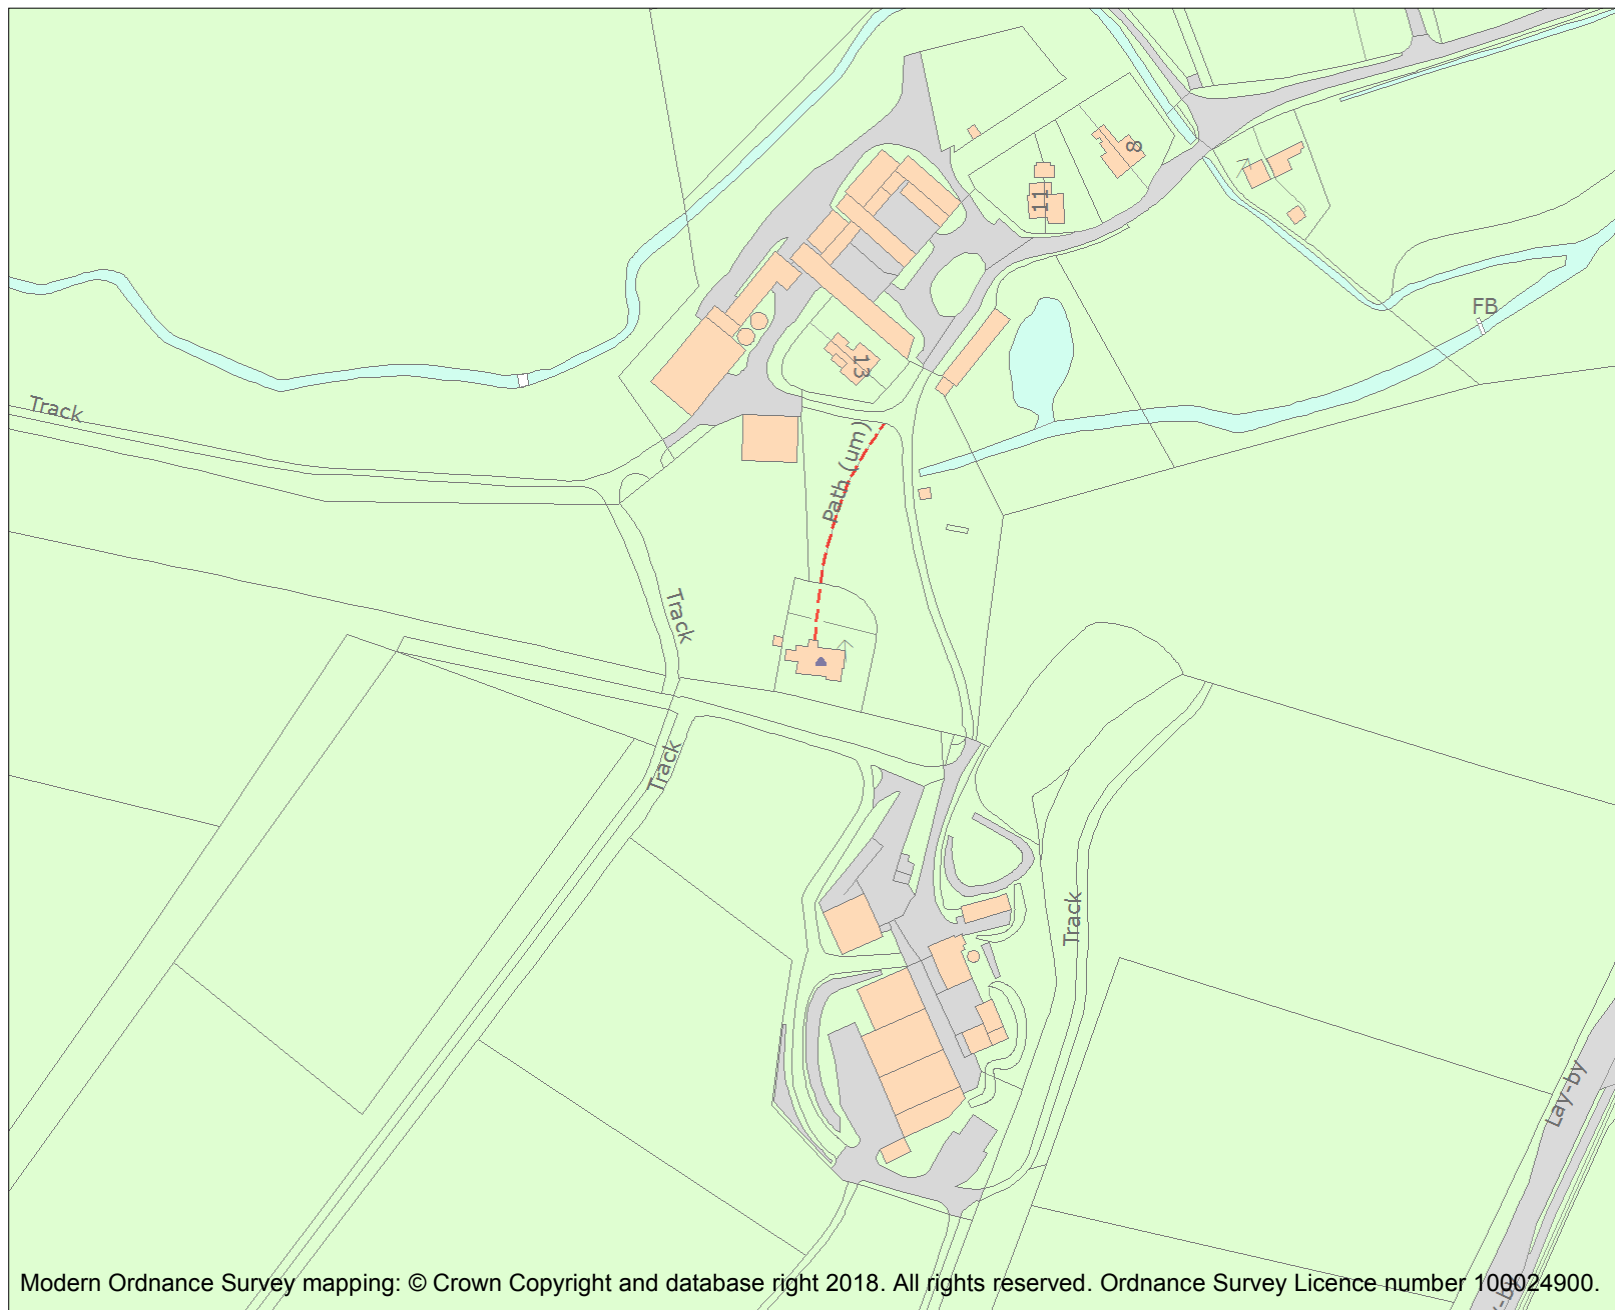 8
11
FB
13
Track
Path (um)
Track
Track
Track
Lay-by
Modern Ordnance Survey mapping: © Crown Copyright and database right 2018. All rights reserved. Ordnance Survey Licence number 100024900.